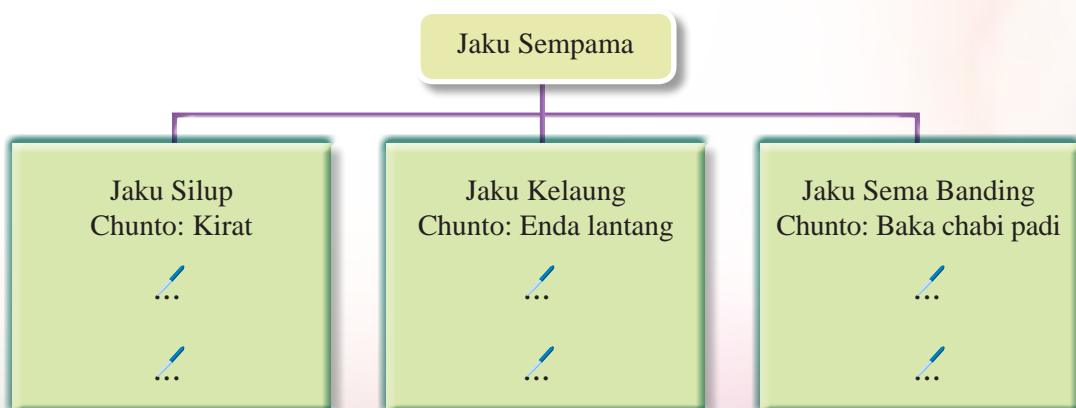 Jaku Sempama
Jaku Silup
Chunto: Kirat
...
...
Jaku Kelaung
Chunto: Enda lantang
...
...
Jaku Sema Banding
Chunto: Baka chabi padi
...
...